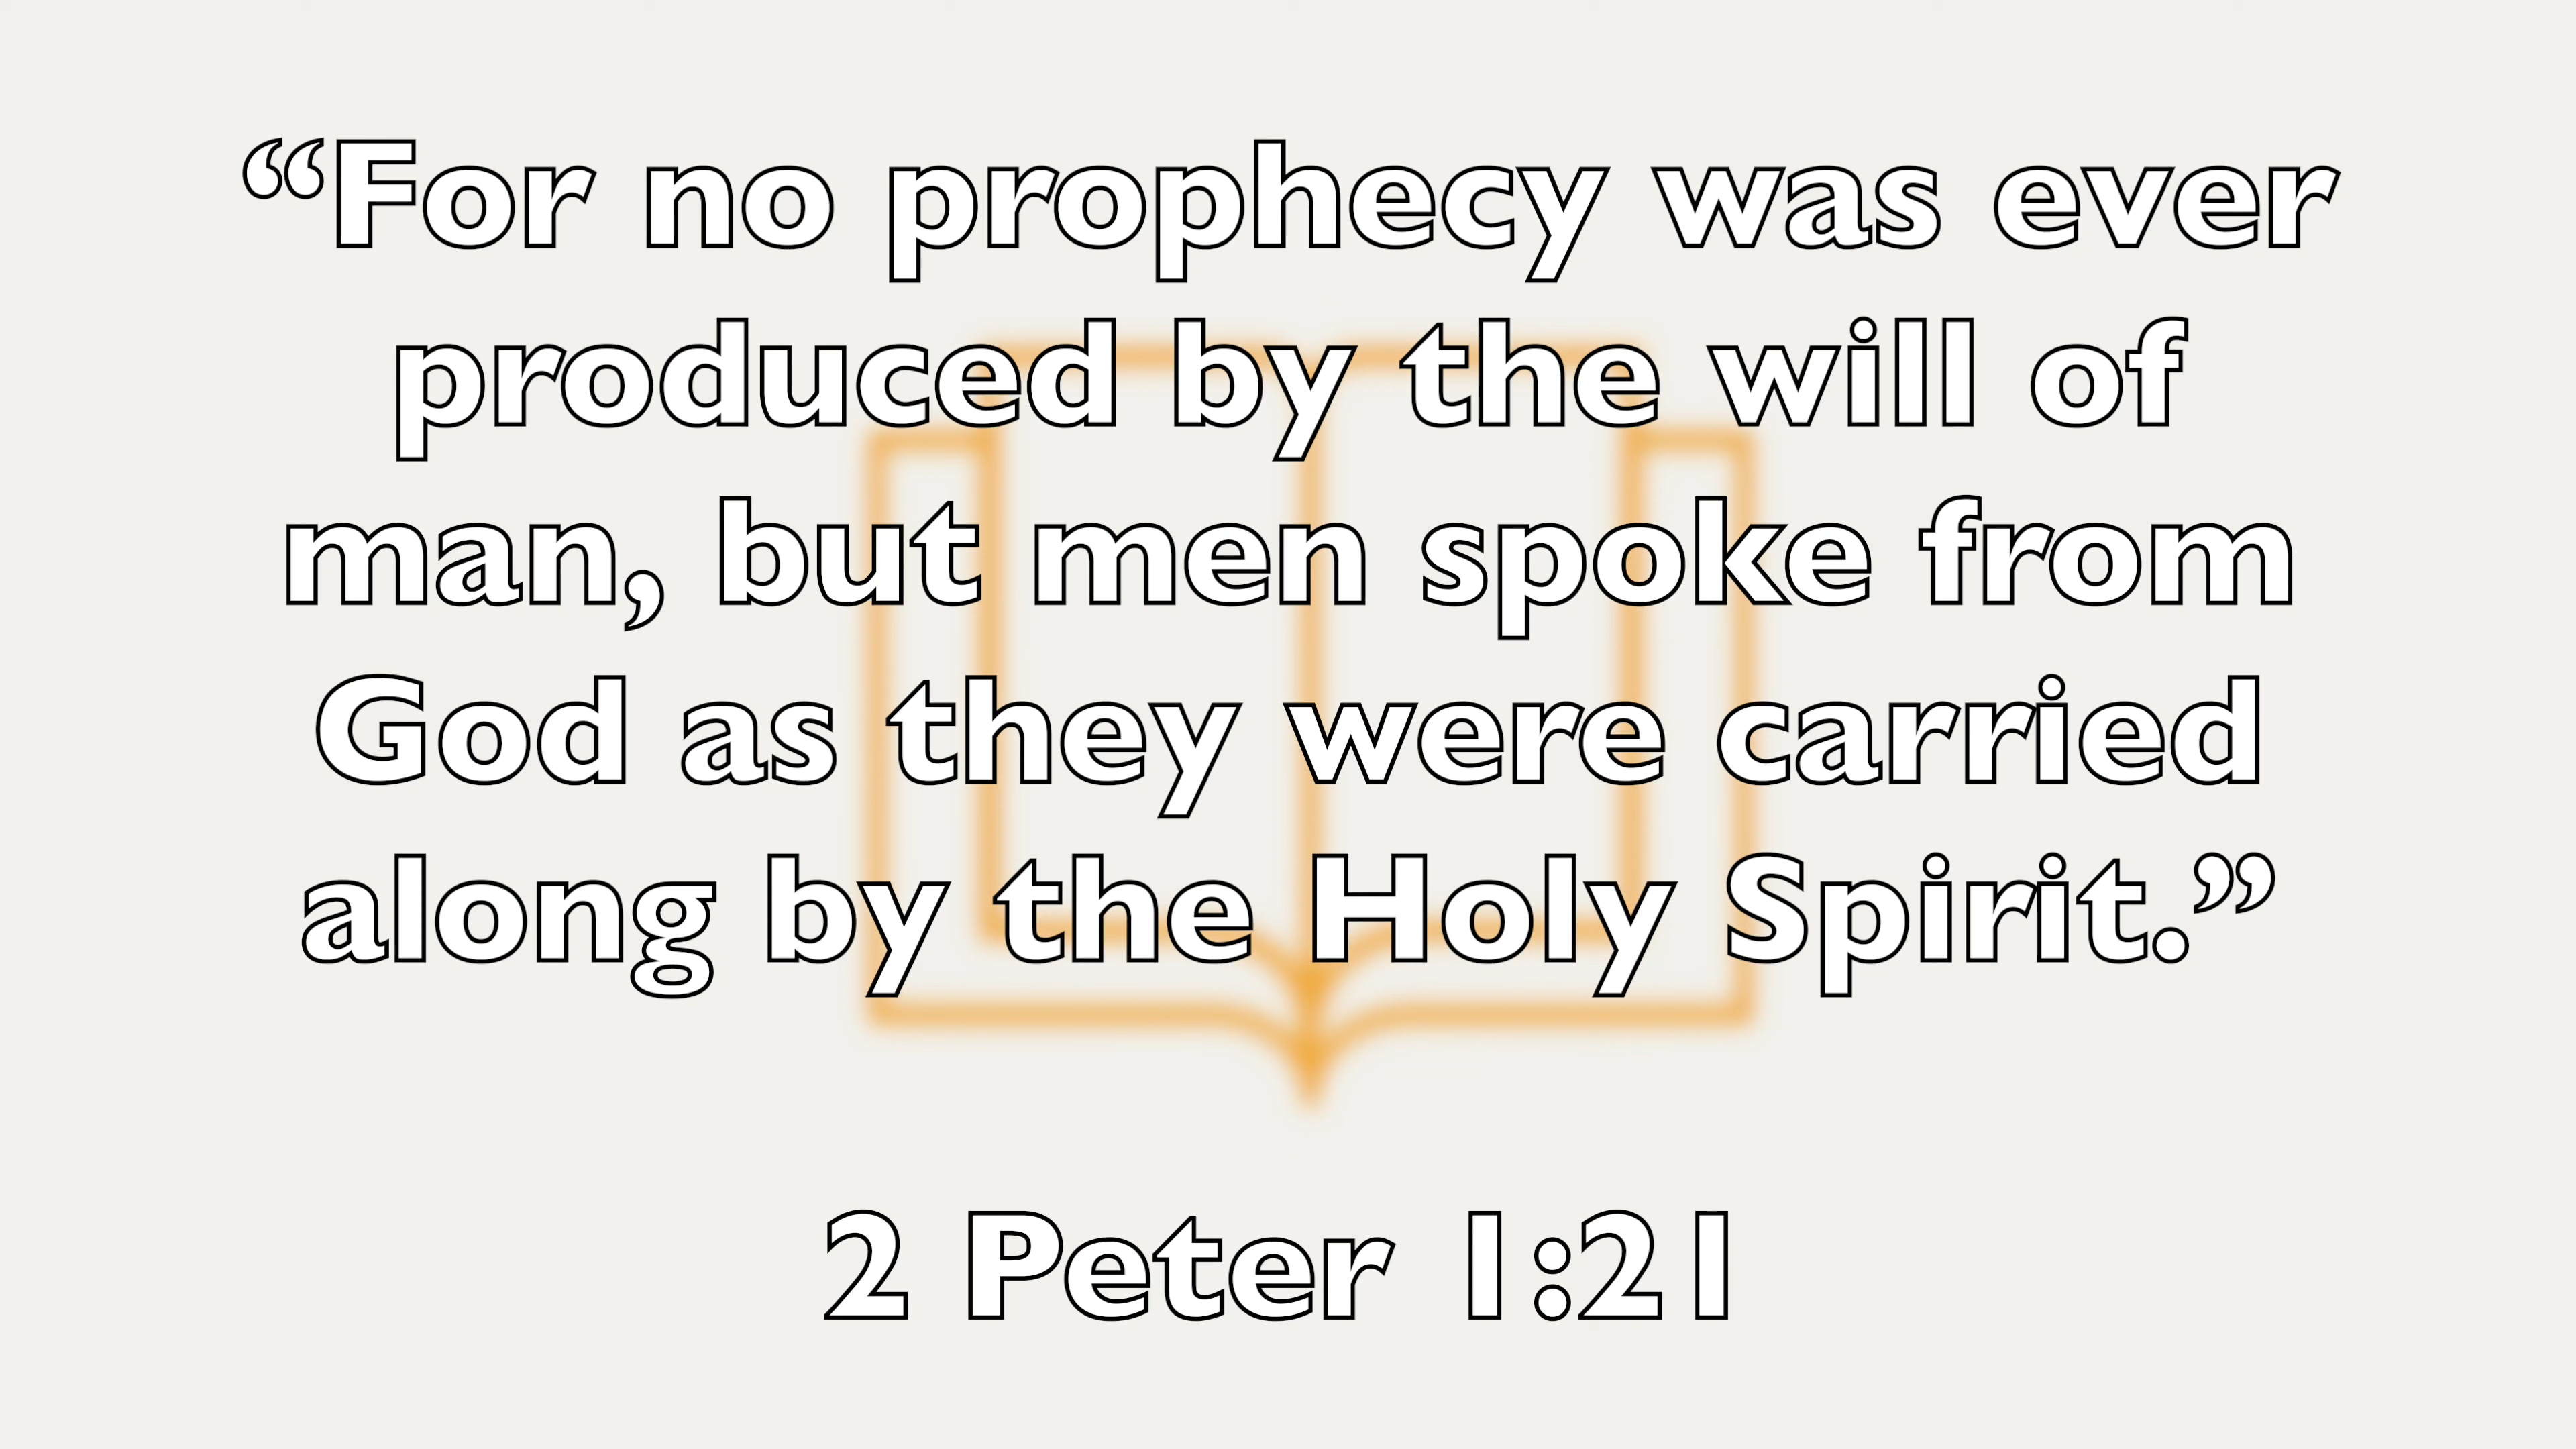 “For no prophecy was ever
produced by the will of
man, but men spoke from
God as they were carried
along by the Holy Spirit.”
2 Peter 1:21